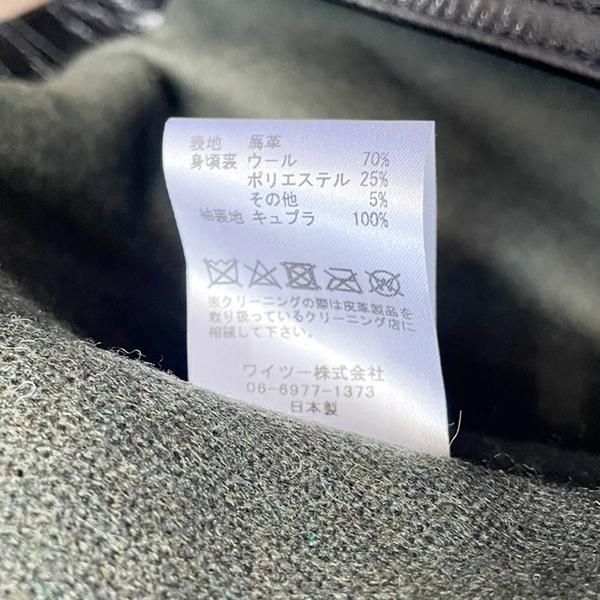 表地 馬革
身頃裏 ウール 70%
ポリエステル 25%
その他 5%
袖裏地 キュプラ 100%
※クリーニングの際は皮革製品を
取り扱っているクリーニング店に
相談して下さい。
ワイツー株式会社
06-6977-1373
日本製